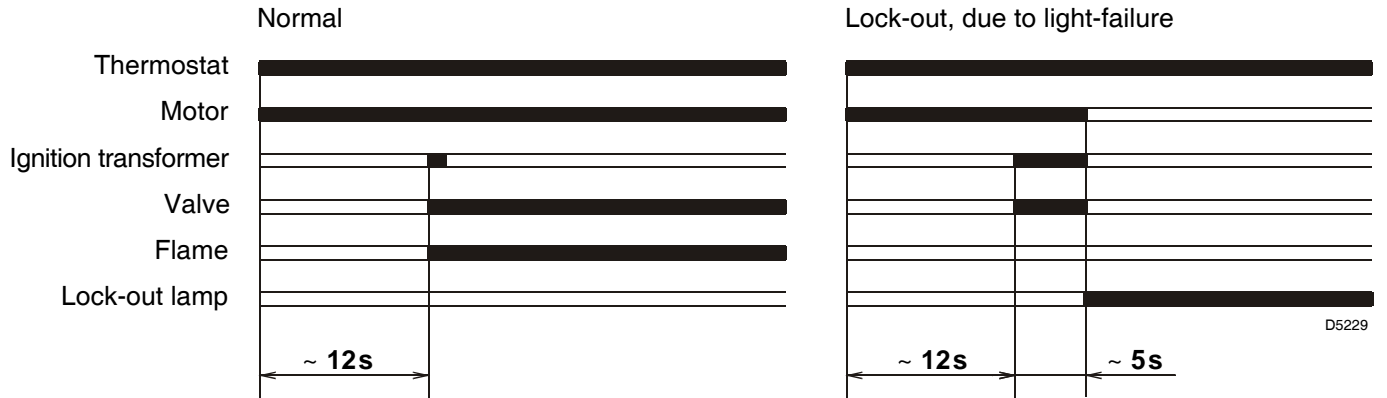 Normal
Lock-out, due to light-failure
Thermostat
Motor
Ignition transformer
Valve
Flame
Lock-out lamp
D5229
~ 12s
~ 12s
~ 5s